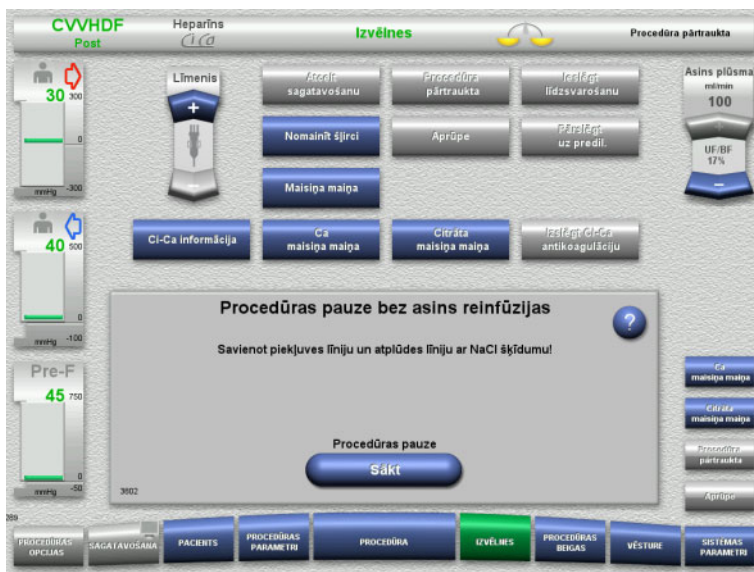 CVVHDF
Post
Heparīns
Ci Ca
Izvēlnes
Procedūra pārtraukta
30 300
0
mmHg -300
40 500
0
mmHg -100
Pre-F
45 750
0
mmHg -50
Līmenis
+
−
Atcelt
sagatavošanu
Procedūra
pārtraukta
Ieslēgt
līdzsvarošanu
Nomainīt šļirci
Aprūpe
Pārslēgt
uz predil.
Maisiņa maiņa
Ci-Ca informācija
Ca
maisiņa maiņa
Citrāta
maisiņa maiņa
Izslēgt Ci-Ca
antikoagulāciju
Asins plūsma
ml/min
100
+
UF/BF
17%
−
Procedūras pauze bez asins reinfūzijas
?
Savienot piekļuves līniju un atplūdes līniju ar NaCl šķīdumu!
Procedūras pauze
Sākt
3602
Ca
maisiņa maiņa
Citrāta
maisiņa maiņa
Procedūra
pārtraukta
Aprūpe
PROCEDŪRAS
OPCIJAS
SAGATAVOŠANA
PACIENTS
PROCEDŪRAS
PARAMETRI
PROCEDŪRA
IZVĒLNES
PROCEDŪRAS
BEIGAS
VĒSTURE
SISTĒMAS
PARAMETRI